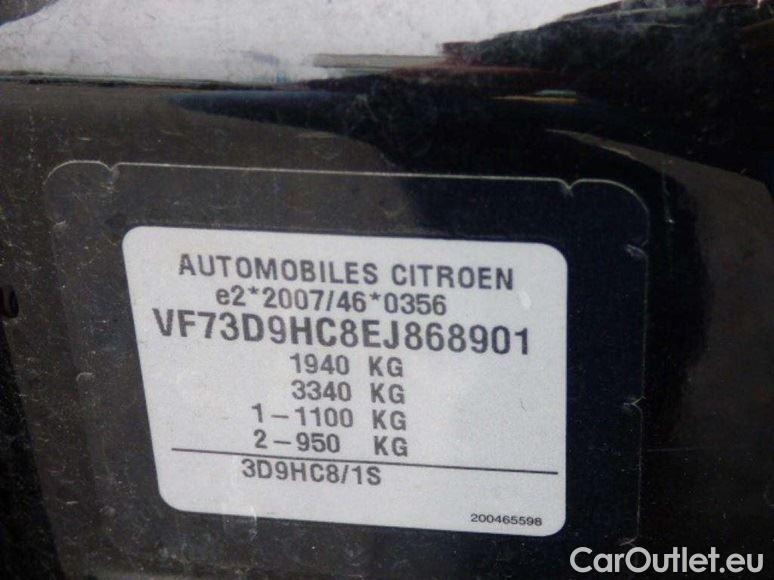 AUTOMOBILES CITROEN
e2*2007/46*0356
VF73D9HC8EJ868901
1940 KG
3340 KG
1-1100 KG
2-950 KG
3D9HC8/1S
200465598
CarOutlet.eu